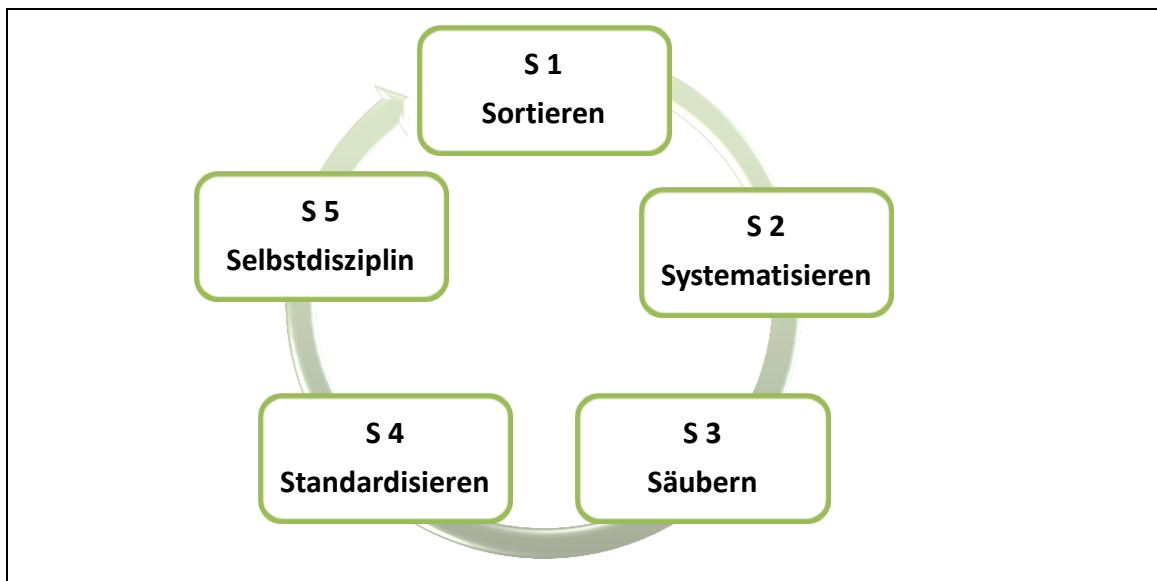 S 1
Sortieren
S 2
Systematisieren
S 3
Säubern
S 4
Standardisieren
S 5
Selbstdisziplin